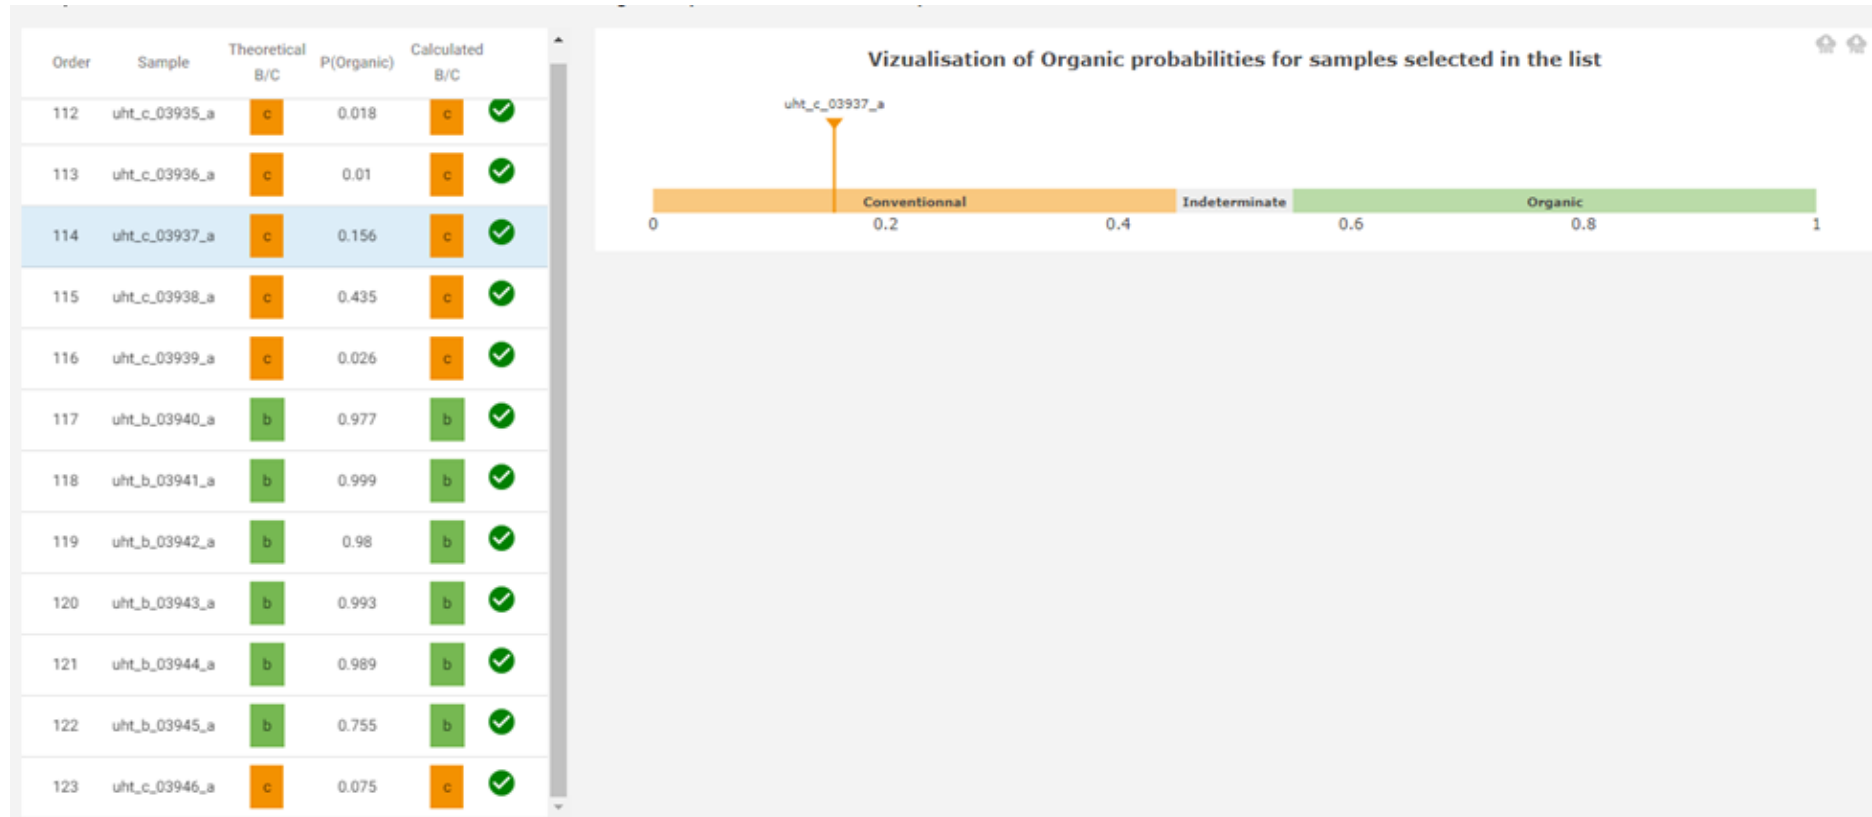 Order Sample Theoretical B/C P(Organic) Calculated B/C
112 uht_c_03935_a c 0.018 c
113 uht_c_03936_a c 0.01 c
114 uht_c_03937_a c 0.156 c
115 uht_c_03938_a c 0.435 c
116 uht_c_03939_a c 0.026 c
117 uht_b_03940_a b 0.977 b
118 uht_b_03941_a b 0.999 b
119 uht_b_03942_a b 0.98 b
120 uht_b_03943_a b 0.993 b
121 uht_b_03944_a b 0.989 b
122 uht_b_03945_a b 0.755 b
123 uht_c_03946_a c 0.075 c
Vizualisation of Organic probabilities for samples selected in the list
uht_c_03937_a
Conventionnal Indeterminate Organic
0 0.2 0.4 0.6 0.8 1